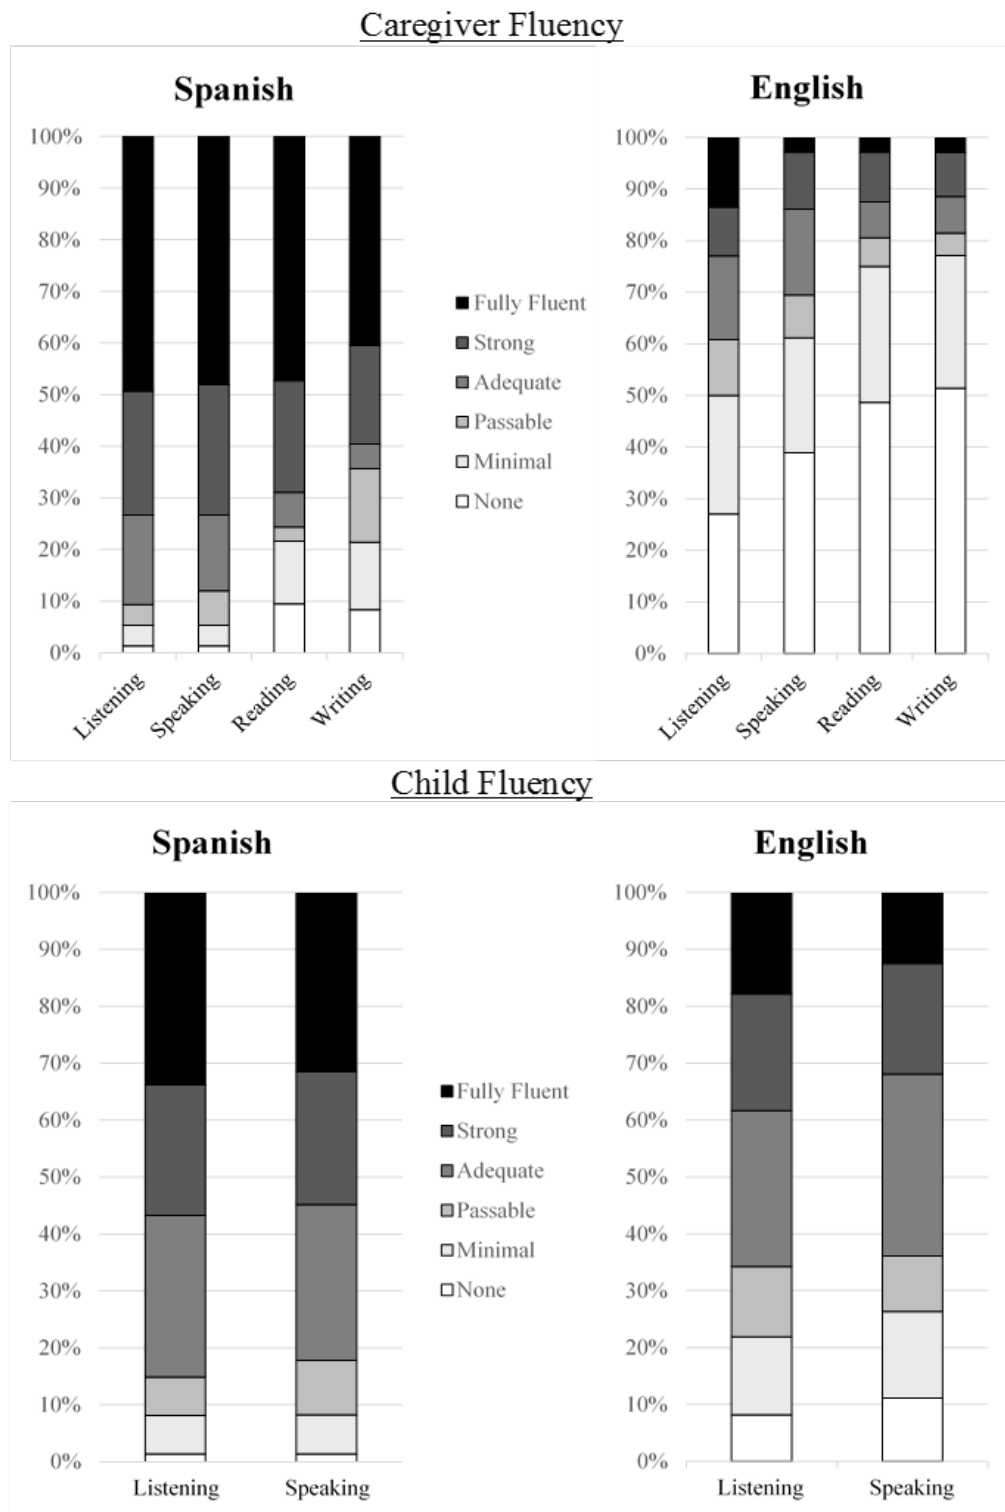 Caregiver Fluency
Spanish
100%
90%
80%
70%
60%
50%
40%
30%
20%
10%
0%
Listening
Speaking
Reading
Writing
Fully Fluent
Strong
Adequate
Passable
Minimal
None
English
100%
90%
80%
70%
60%
50%
40%
30%
20%
10%
0%
Listening
Speaking
Reading
Writing
Child Fluency
Spanish
100%
90%
80%
70%
60%
50%
40%
30%
20%
10%
0%
Listening Speaking
Fully Fluent
Strong
Adequate
Passable
Minimal
None
English
100%
90%
80%
70%
60%
50%
40%
30%
20%
10%
0%
Listening Speaking